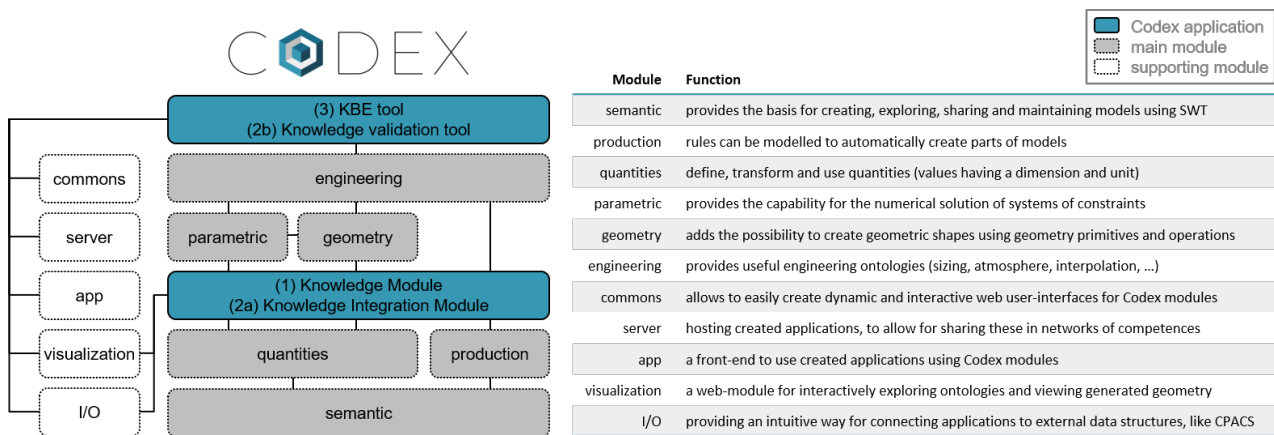 CODEX
Codex application
main module
supporting module
(3) KBE tool
(2b) Knowledge validation tool
commons
engineering
server
parametric
geometry
app
(1) Knowledge Module
(2a) Knowledge Integration Module
visualization
quantities
production
I/O
semantic
Module Function
semantic provides the basis for creating, exploring, sharing and maintaining models using SWT
production rules can be modelled to automatically create parts of models
quantities define, transform and use quantities (values having a dimension and unit)
parametric provides the capability for the numerical solution of systems of constraints
geometry adds the possibility to create geometric shapes using geometry primitives and operations
engineering provides useful engineering ontologies (sizing, atmosphere, interpolation, ...)
commons allows to easily create dynamic and interactive web user-interfaces for Codex modules
server hosting created applications, to allow for sharing these in networks of competences
app a front-end to use created applications using Codex modules
visualization a web-module for interactively exploring ontologies and viewing generated geometry
I/O providing an intuitive way for connecting applications to external data structures, like CPACS